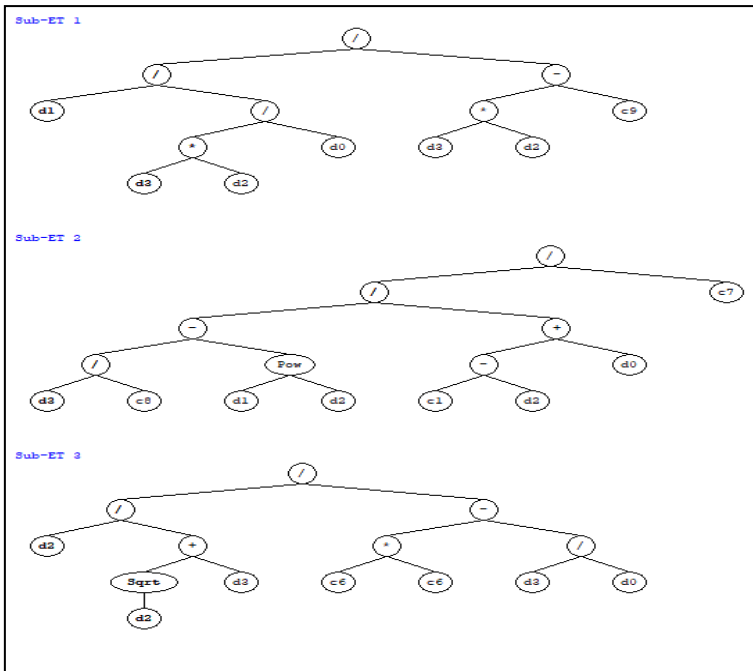 Sub-ET 1
/
/ -
d1 / * c9
* d0 d3 d2
d3 d2
Sub-ET 2
/
/ c7
- +
/ Pow - d0
d3 c8 d1 d2 c1 d2
Sub-ET 3
/
/ -
d2 + * /
Sqrt d3 c6 c6 d3 d0
d2